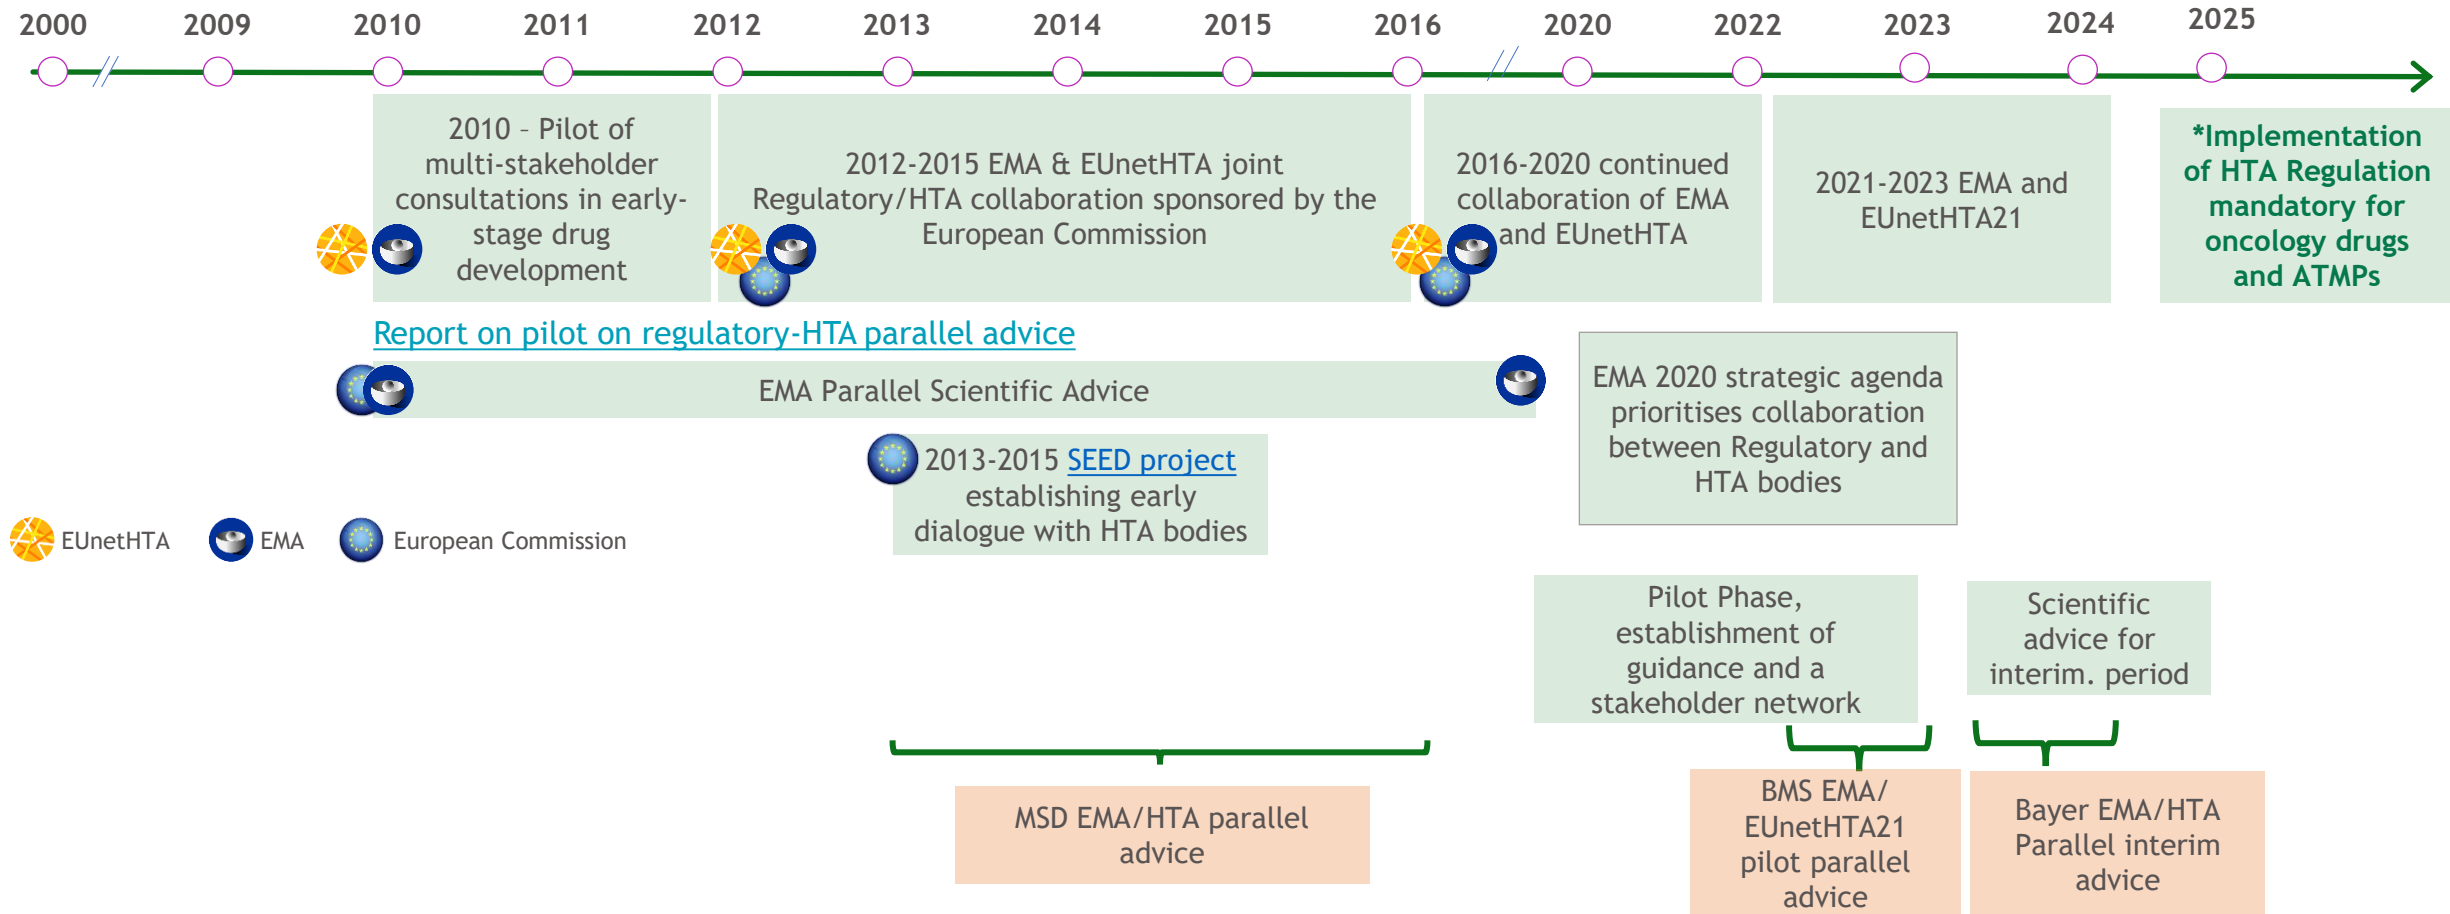 2000 2009 2010 2011 2012 2013 2014 2015 2016 2020 2022 2023 2024 2025
2010 – Pilot of
multi-stakeholder
consultations in early-
stage drug
development
2012-2015 EMA & EUnetHTA joint
Regulatory/HTA collaboration sponsored by the
European Commission
2016-2020 continued
collaboration of EMA
and EUnetHTA
2021-2023 EMA and
EUnetHTA21
*Implementation
of HTA Regulation
mandatory for
oncology drugs
and ATMPs
Report on pilot on regulatory-HTA parallel advice
EMA Parallel Scientific Advice
EMA 2020 strategic agenda
prioritises collaboration
between Regulatory and
HTA bodies
2013-2015 SEED project
establishing early
dialogue with HTA bodies
EUnetHTA
EMA
European Commission
Pilot Phase,
establishment of
guidance and a
stakeholder network
Scientific
advice for
interim. period
MSD EMA/HTA parallel
advice
BMS EMA/
EUnetHTA21
pilot parallel
advice
Bayer EMA/HTA
Parallel interim
advice